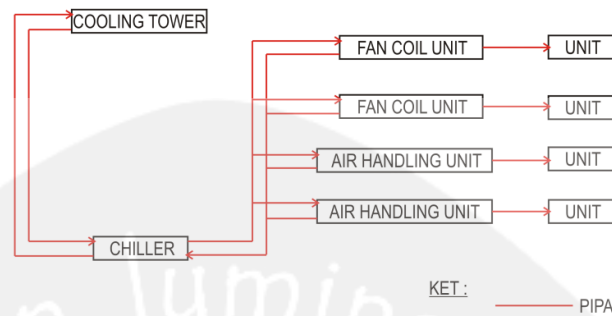 COOLING TOWER
FAN COIL UNIT
UNIT
FAN COIL UNIT
UNIT
AIR HANDLING UNIT
UNIT
AIR HANDLING UNIT
UNIT
CHILLER
KET :
PIPA